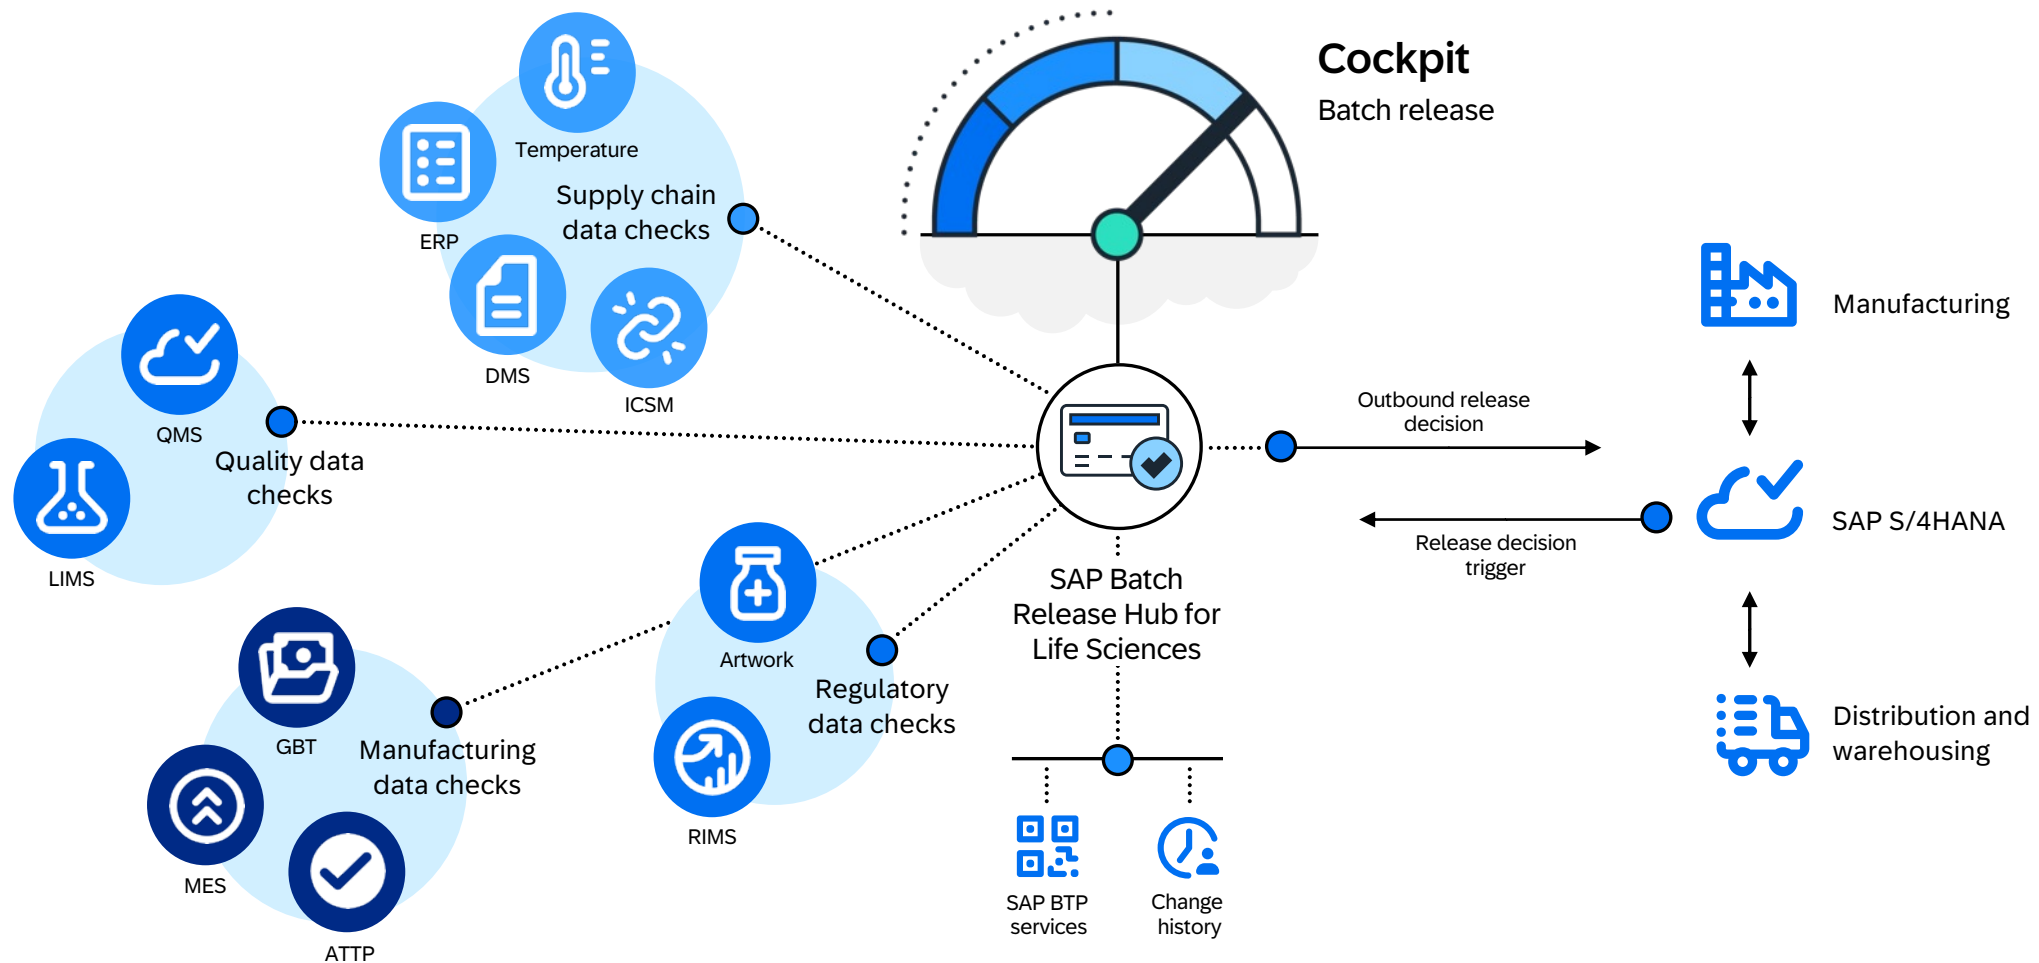 Cockpit
Batch release
Temperature
ERP
Supply chain
data checks
DMS
ICSM
QMS
Quality data
checks
LIMS
GBT
Manufacturing
data checks
MES
ATTP
Artwork
Regulatory
data checks
RIMS
SAP Batch
Release Hub for
Life Sciences
SAP BTP
services
Change
history
Outbound release
decision
Release decision
trigger
Manufacturing
SAP S/4HANA
Distribution and
warehousing